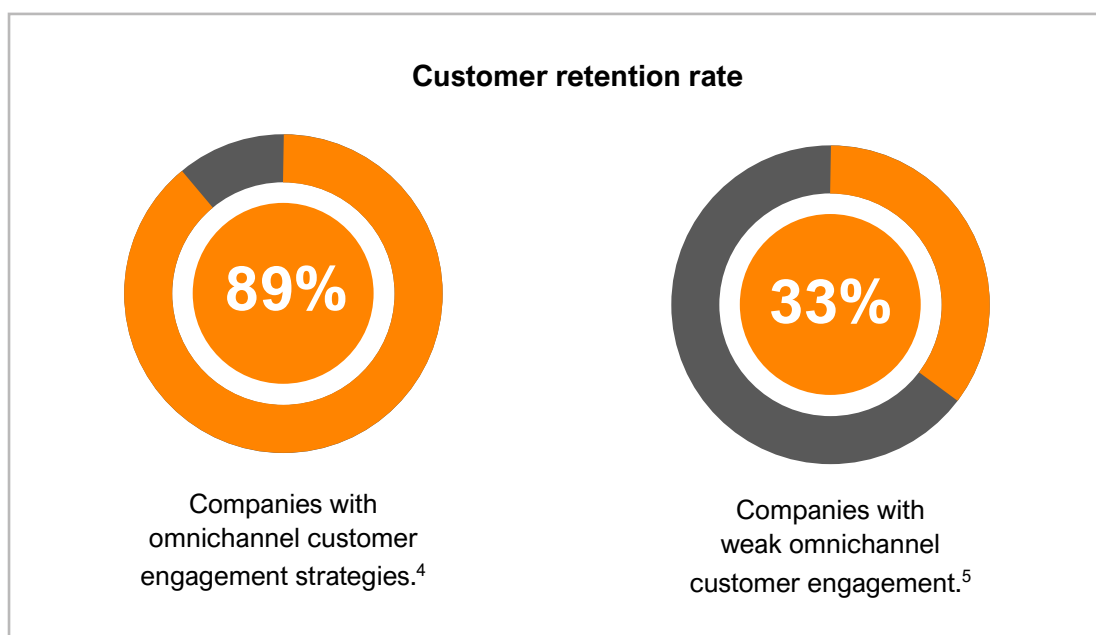 Customer retention rate
89%
33%
Companies with
omnichannel customer
engagement strategies.4
Companies with
weak omnichannel
customer engagement.5